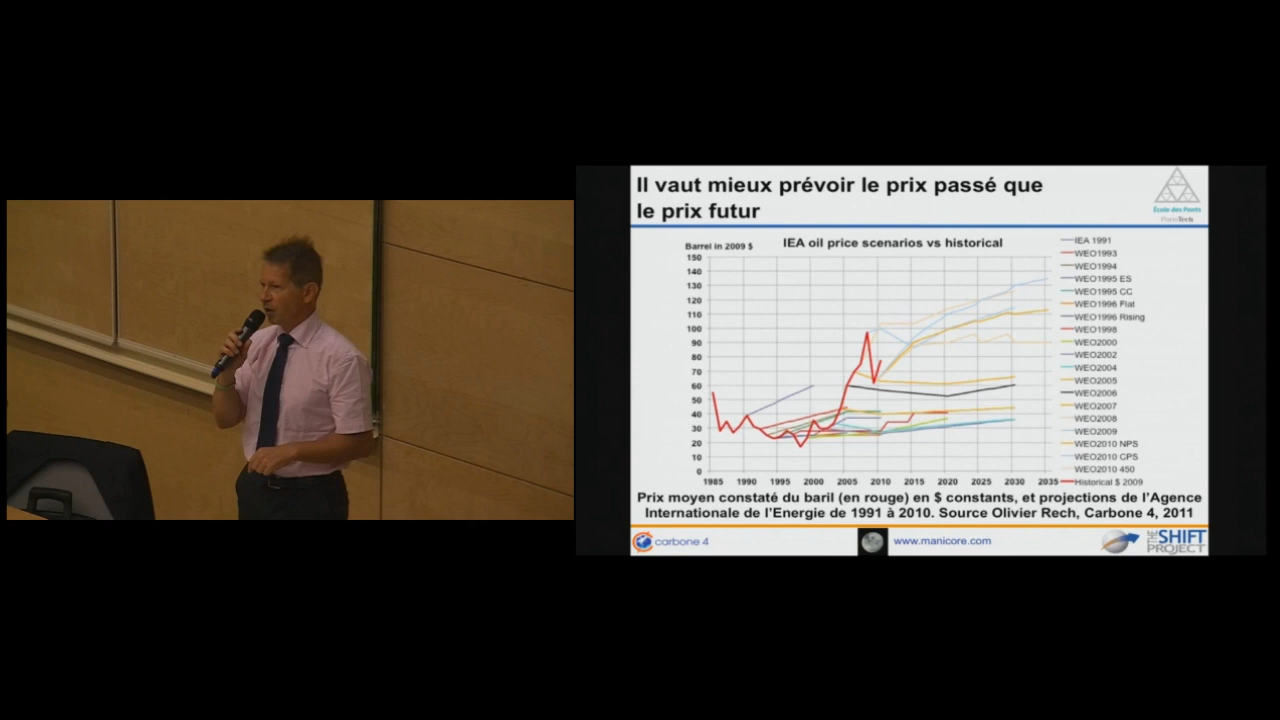 Il vaut mieux prévoir le prix passé que
le prix futur
École des Ponts
ParisTech
Barrel in 2009 $
IEA oil price scenarios vs historical
150
140
130
120
110
100
90
80
70
60
50
40
30
20
10
0
1985 1990 1995 2000 2005 2010 2015 2020 2025 2030 2035
IEA 1991
WEO1993
WEO1994
WEO1995 ES
WEO1995 CC
WEO1996 Flat
WEO1996 Rising
WEO1998
WEO2000
WEO2002
WEO2004
WEO2005
WEO2006
WEO2007
WEO2008
WEO2009
WEO2010 NPS
WEO2010 CPS
WEO2010 450
Historical $ 2009
Prix moyen constaté du baril (en rouge) en $ constants, et projections de l'Agence
Internationale de l'Energie de 1991 à 2010. Source Olivier Rech, Carbone 4, 2011
carbone 4
www.manicore.com
THE SHIFT
PROJECT